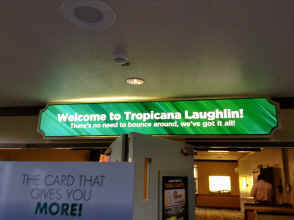 Welcome to Tropicana Laughlin!
There's no need to bounce around, we've got it all!
THE CARD THAT
GIVES YOU
MORE!